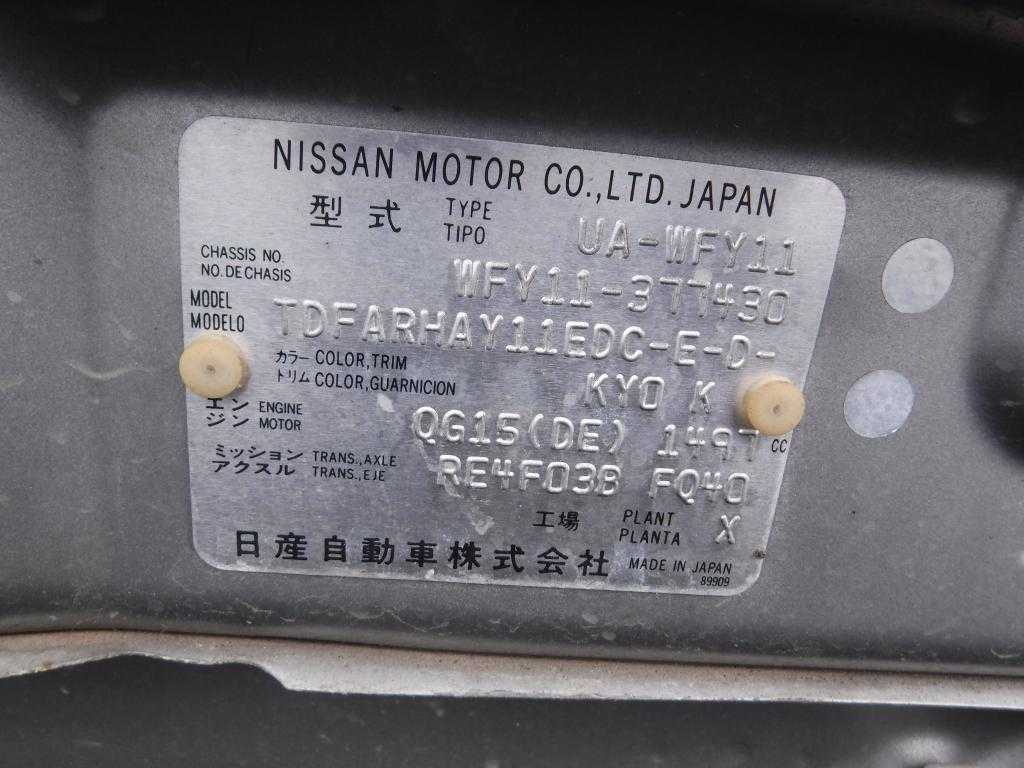 NISSAN MOTOR CO.,LTD. JAPAN
型式 TYPE TIPO UA-WFY11
CHASSIS NO. NO. DE CHASIS WFY11-377430
MODEL MODELO TDFARHAY11EDC-E-D-
カラー COLOR,TRIM
トリム COLOR,GUARNICION KY0 K
エンジン ENGINE MOTOR QG15(DE) 1497 CC
ミッション TRANS.,AXLE
アクスル TRANS.,EJE RE4F03B FQ40
工場 PLANT PLANTA X
日産自動車株式会社 MADE IN JAPAN
89909